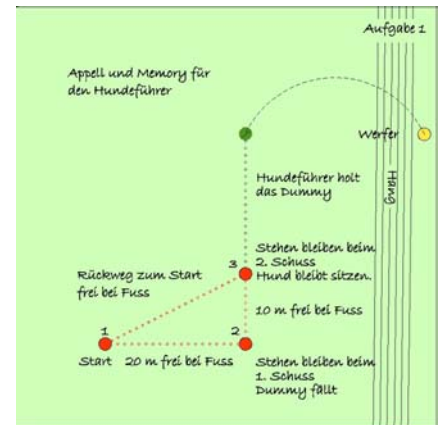 Aufgabe 1
Appell und Memory für
den Hundeführer
Werfer
Hang
Hundeführer holt
das Dummy
Stehen bleiben beim
2. Schuss
Hund bleibt sitzen.
3
Rückweg zum Start
frei bei Fuss
10 m frei bei Fuss
1
2
Start
20 m frei bei Fuss
Stehen bleiben beim
1. Schuss
Dummy fällt